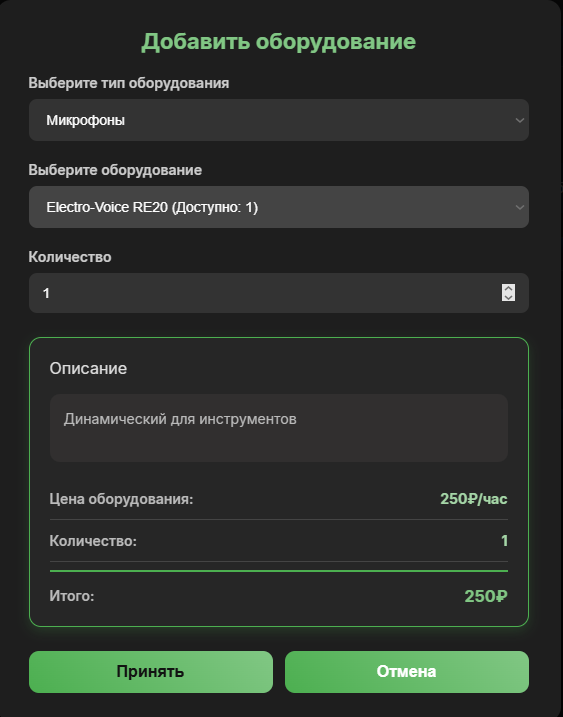 Добавить оборудование
Выберите тип оборудования
Микрофоны
Выберите оборудование
Electro-Voice RE20 (Доступно: 1)
Количество
1
Описание
Динамический для инструментов
Цена оборудования: 250₽/час
Количество: 1
Итого: 250₽
Принять Отмена